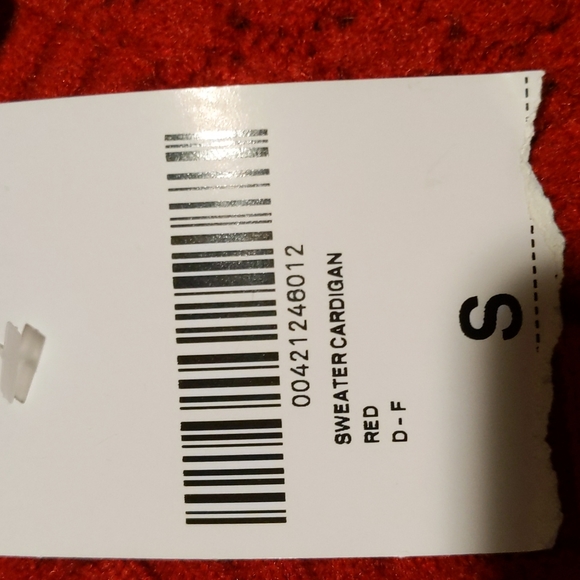 00421248012
SWEATER CARDIGAN
RED
D - F
S